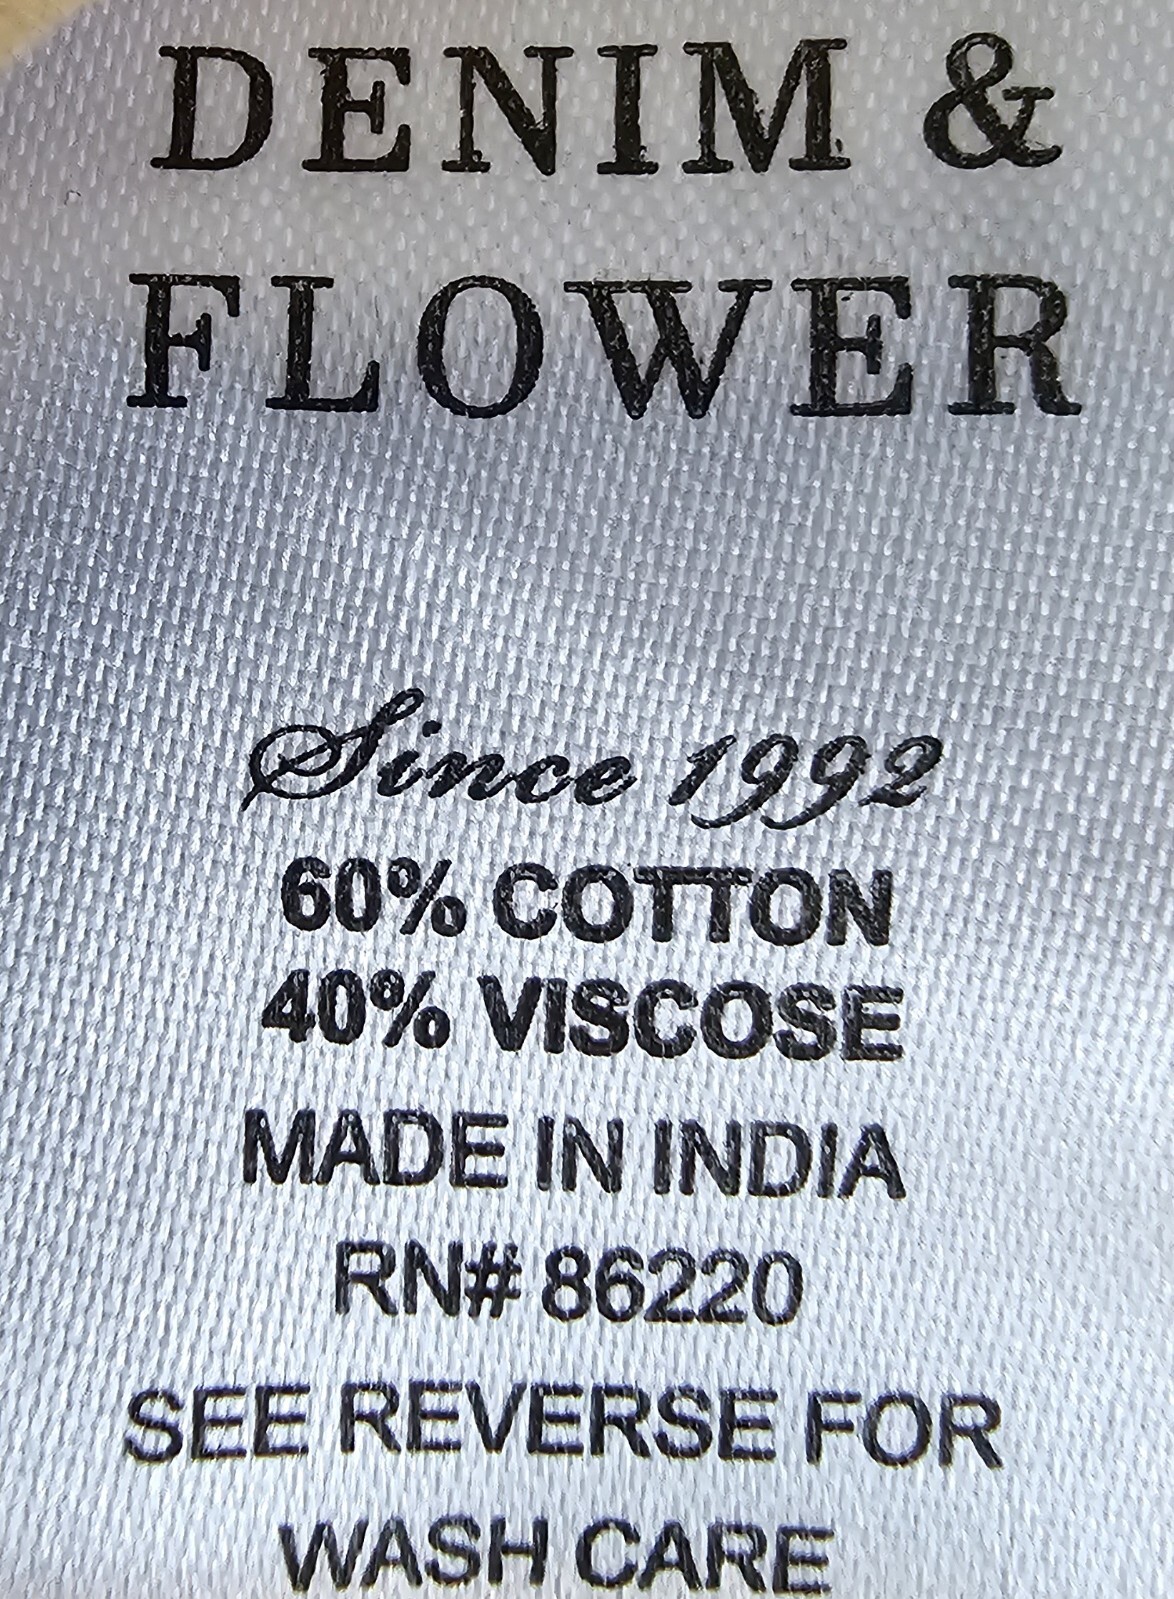 DENIM &
FLOWER
Since 1992
60% COTTON
40% VISCOSE
MADE IN INDIA
RN# 86220
SEE REVERSE FOR
WASH CARE